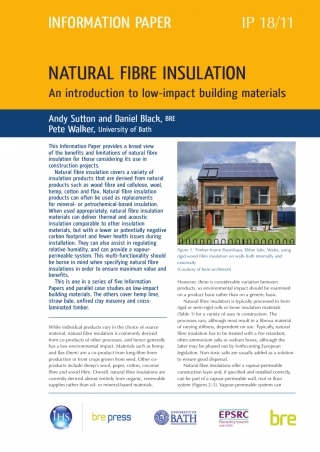 INFORMATION PAPER
IP 18/11
NATURAL FIBRE INSULATION
An introduction to low-impact building materials
Andy Sutton and Daniel Black, BRE
Pete Walker, University of Bath
This Information Paper provides a broad view
of the benefits and limitations of natural fibre
insulation for those considering its use in
construction projects.
Natural fibre insulation covers a variety of
insulation products that are derived from natural
products such as wood fibre and cellulose, wool,
hemp, cotton and flax. Natural fibre insulation
products can often be used as replacements
for mineral- or petrochemical-based insulation.
When used appropriately, natural fibre insulation
materials can deliver thermal and acoustic
insulation comparable to other insulation
materials, but with a lower or potentially negative
carbon footprint and fewer health issues during
installation. They can also assist in regulating
relative humidity, and can provide a vapour-
permeable system. This multi-functionality should
be borne in mind when specifying natural fibre
insulations in order to ensure maximum value and
benefits.
This is one in a series of five Information
Papers and parallel case studies on low-impact
building materials. The others cover hemp lime,
straw bale, unfired clay masonry and cross-
laminated timber.
While individual products vary in the choice of source
material, natural fibre insulation is commonly derived
from co-products of other processes, and hence generally
has a low environmental impact. Materials such as hemp
and flax (linen) are a co-product from long-fibre linen
production or from crops grown from seed. Other co-
products include sheep's wool, paper, cotton, coconut
fibre and wood fibre. Overall, natural fibre insulations are
currently derived almost entirely from organic, renewable
supplies rather than oil- or mineral-based materials.
Figure 1: Timber-frame Passivhaus, Ebbw Vale, Wales, using
rigid wood fibre insulation on walls both internally and
externally
(Courtesy of bere:architects)
However, there is considerable variation between
products, so environmental impact should be examined
on a product basis rather than on a generic basis.
Natural fibre insulation is typically processed to form
rigid or semi-rigid rolls or loose insulation materials
(Table 1) for a variety of uses in construction. The
processes vary, although most result in a fibrous material
of varying stiffness, dependent on use. Typically, natural
fibre insulation has to be treated with a fire retardant,
often ammonium salts or sodium borax, although the
latter may be phased out by forthcoming European
legislation. Non-toxic salts are usually added as a solution
to ensure good dispersal.
Natural fibre insulations offer a vapour-permeable
construction layer and, if specified and installed correctly,
can be part of a vapour-permeable wall, roof or floor
system (Figures 2-5). Vapour-permeable systems can
IHS
bre press
UNIVERSITY OF
BATH
EPSRC
bre